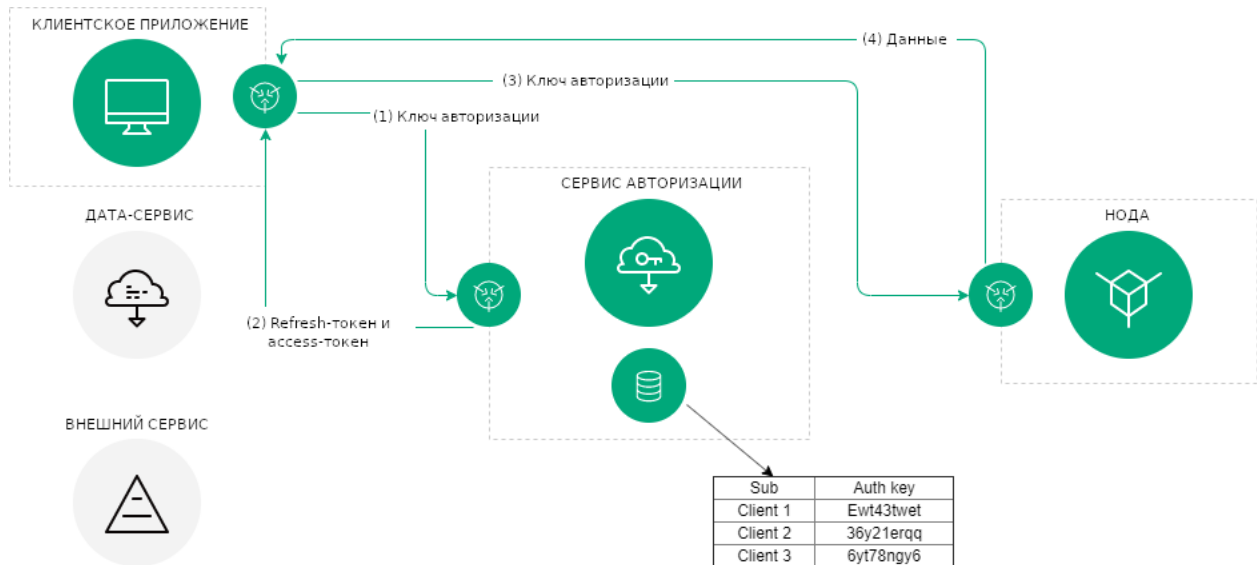 КЛИЕНТСКОЕ ПРИЛОЖЕНИЕ
(4) Данные
(3) Ключ авторизации
(1) Ключ авторизации
СЕРВИС АВТОРИЗАЦИИ
ДАТА-СЕРВИС
НОДА
(2) Refresh-токен и
access-токен
ВНЕШНИЙ СЕРВИС
Sub Auth key
Client 1 Ewt43twet
Client 2 36y21erqq
Client 3 6yt78ngy6